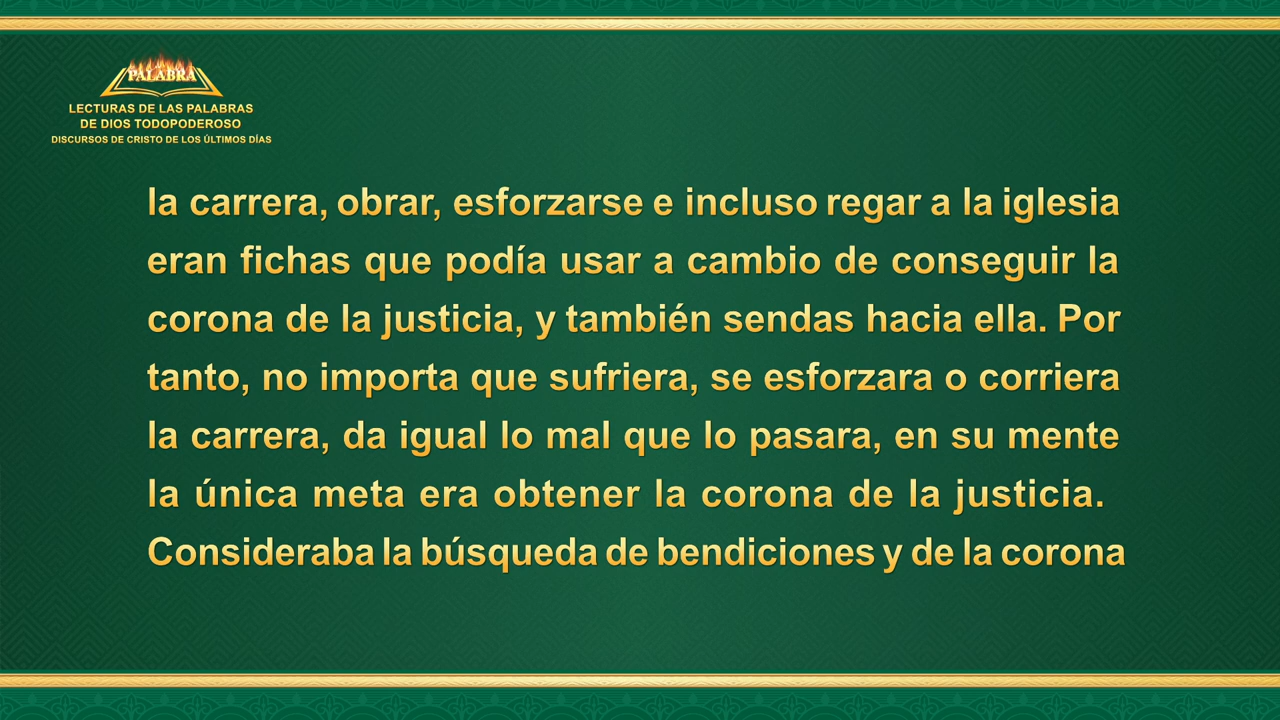 PALABRA
LECTURAS DE LAS PALABRAS
DE DIOS TODOPODEROSO
DISCURSOS DE CRISTO DE LOS ÚLTIMOS DÍAS
la carrera, obrar, esforzarse e incluso regar a la iglesia
eran fichas que podía usar a cambio de conseguir la
corona de la justicia, y también sendas hacia ella. Por
tanto, no importa que sufriera, se esforzara o corriera
la carrera, da igual lo mal que lo pasara, en su mente
la única meta era obtener la corona de la justicia.
Consideraba la búsqueda de bendiciones y de la corona